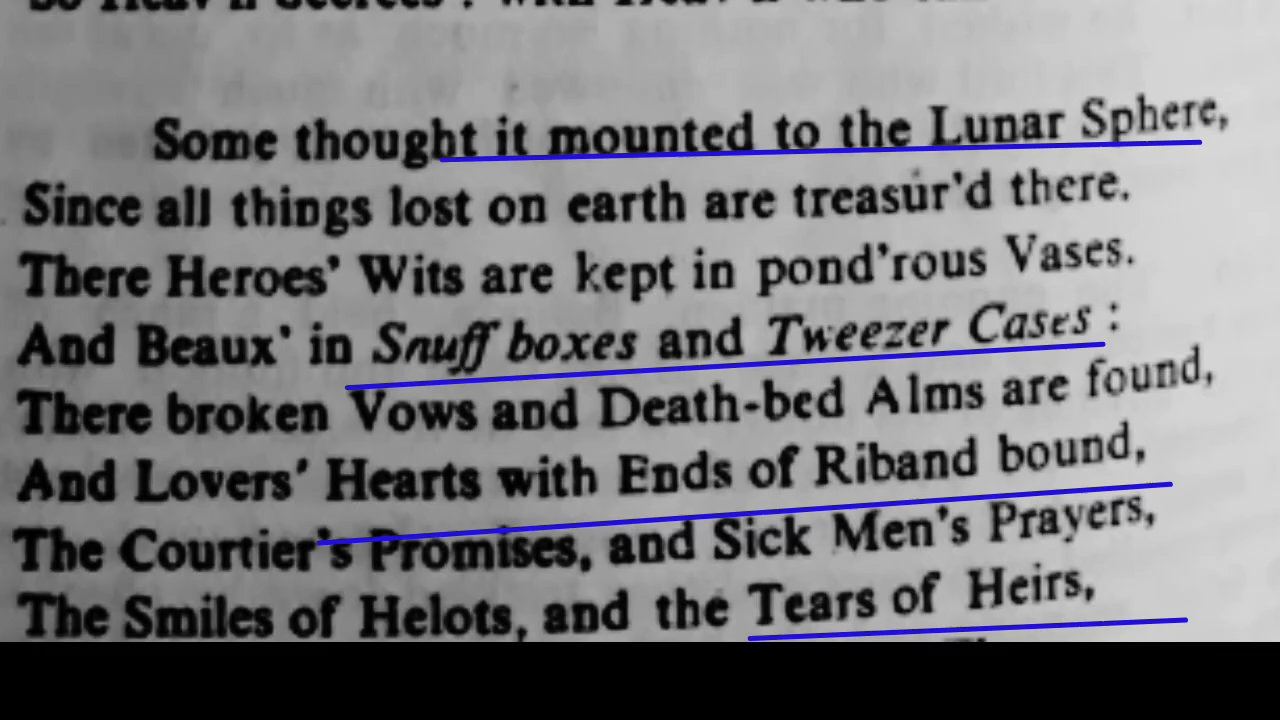 Some thought it mounted to the Lunar Sphere,
Since all things lost on earth are treasur'd there.
There Heroes' Wits are kept in pond'rous Vases.
And Beaux' in Snuff boxes and Tweezer Cases :
There broken Vows and Death-bed Alms are found,
And Lovers' Hearts with Ends of Riband bound,
The Courtier's Promises, and Sick Men's Prayers,
The Smiles of Helots, and the Tears of Heirs,